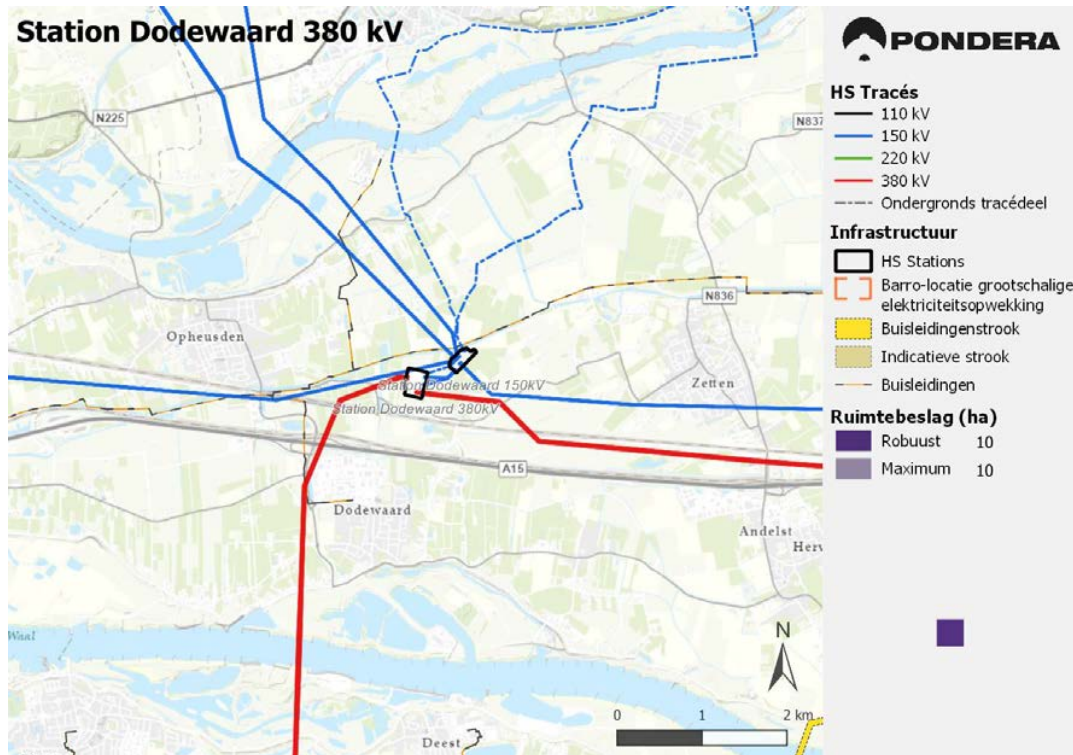 Station Dodewaard 380 kV
N225
N837
N836
Opheusden
Station Dodewaard 150kV
Zetten
Station Dodewaard 380kV
A15
Dodewaard
Andelst
Herv
Waal
Deest
N
0 1 2 km
PONDERA
HS Tracés
110 kV
150 kV
220 kV
380 kV
Ondergronds tracédeel
Infrastructuur
HS Stations
Barro-locatie grootschalige
elektriciteitsopwekking
Buisleidingenstrook
Indicatieve strook
Buisleidingen
Ruimtebeslag (ha)
Robuust 10
Maximum 10